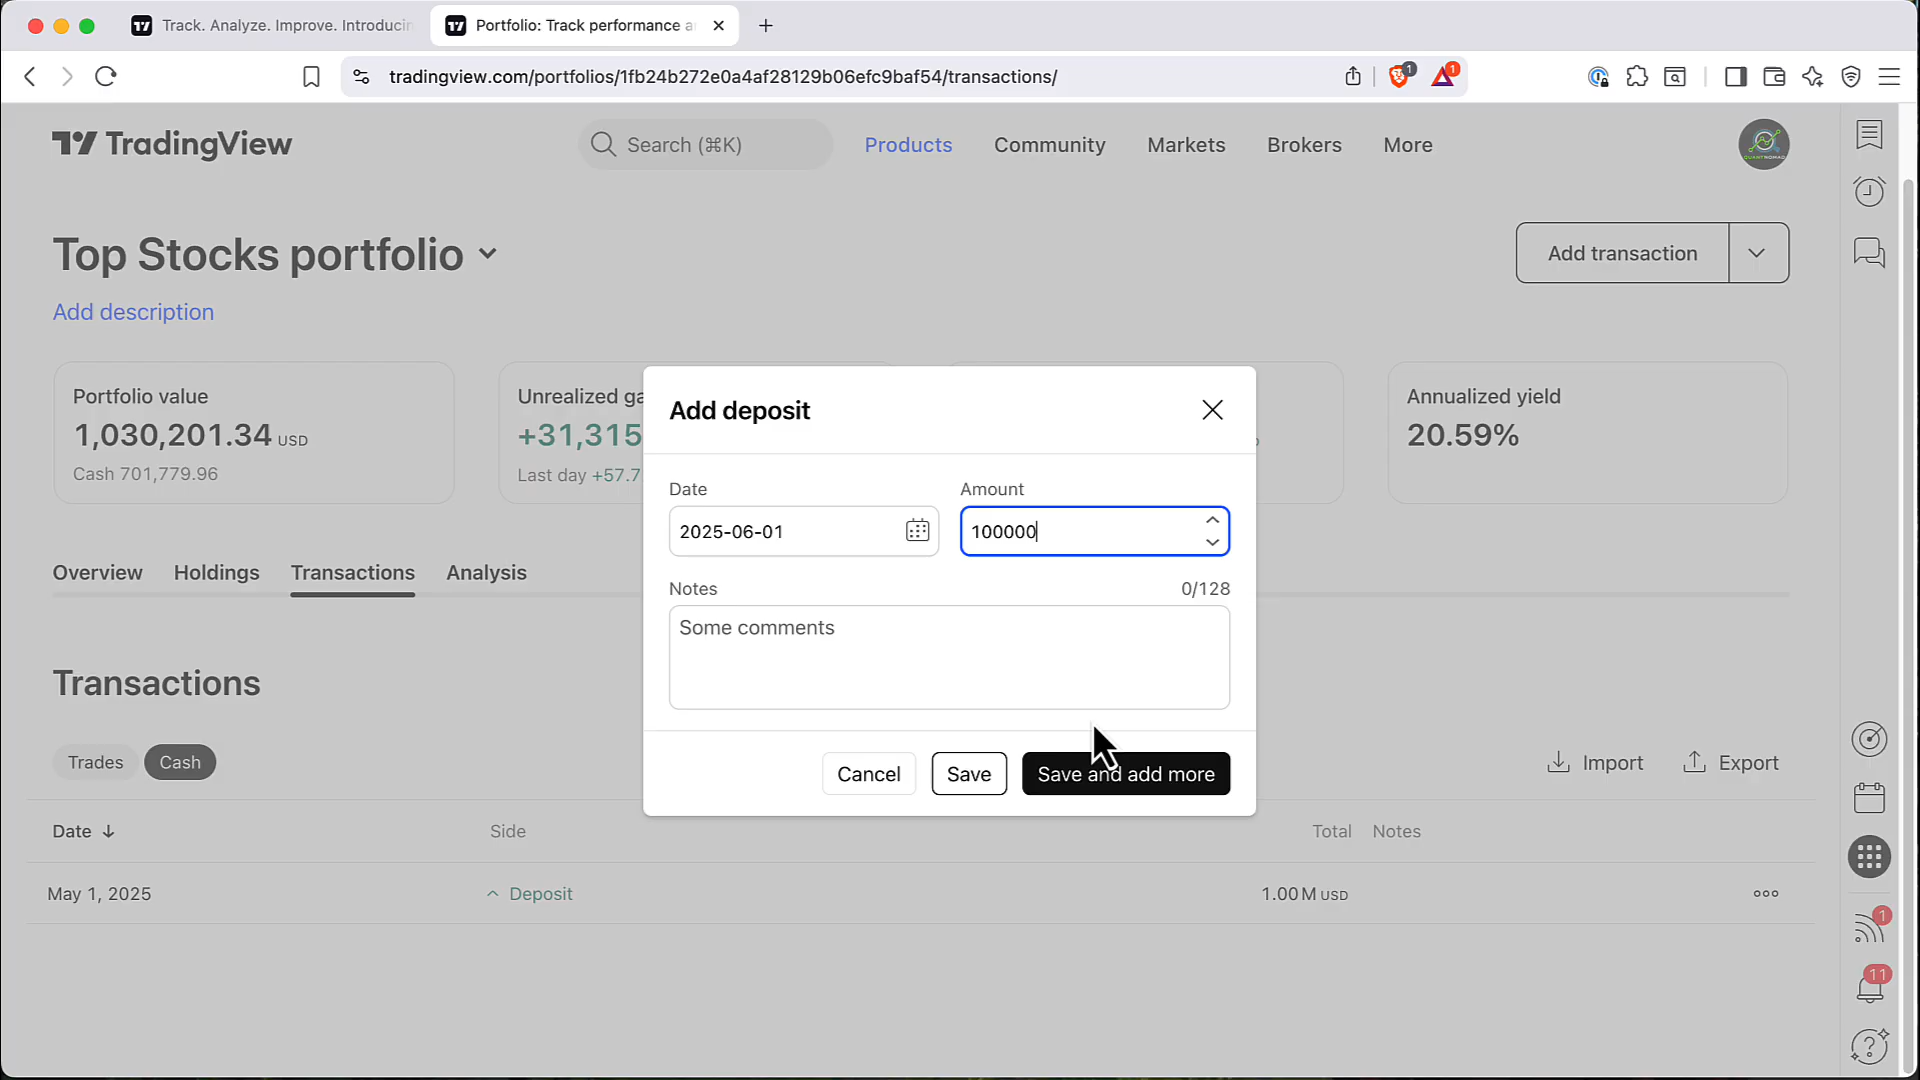 Track. Analyze. Improve. Introducin
Portfolio: Track performance a
tradingview.com/portfolios/1fb24b272e0a4af28129b06efc9baf54/transactions/
1
1
TradingView
Search (⌘K)
Products
Community
Markets
Brokers
More
QUANTNOMAD
Top Stocks portfolio
Add transaction
Add description
Portfolio value
1,030,201.34 USD
Cash 701,779.96
Unrealized ga
+31,315
Last day +57.7
Annualized yield
20.59%
Add deposit
Date
Amount
2025-06-01
100000
Notes
0/128
Some comments
Cancel
Save
Save and add more
Overview
Holdings
Transactions
Analysis
Transactions
Trades
Cash
Import
Export
Date ↓
Side
Total
Notes
May 1, 2025
Deposit
1.00 M USD
1
11